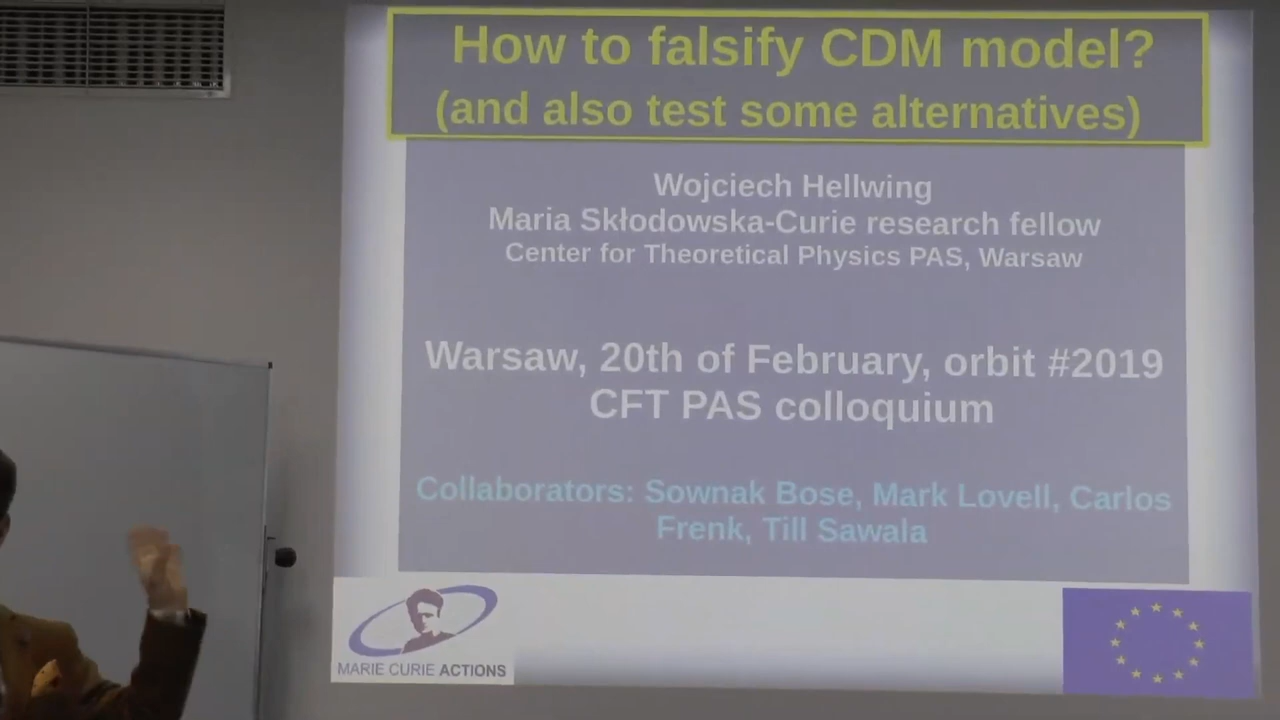 How to falsify CDM model?
(and also test some alternatives)
Wojciech Hellwing
Maria Skłodowska-Curie research fellow
Center for Theoretical Physics PAS, Warsaw
Warsaw, 20th of February, orbit #2019
CFT PAS colloquium
Collaborators: Sownak Bose, Mark Lovell, Carlos
Frenk, Till Sawala
MARIE CURIE ACTIONS